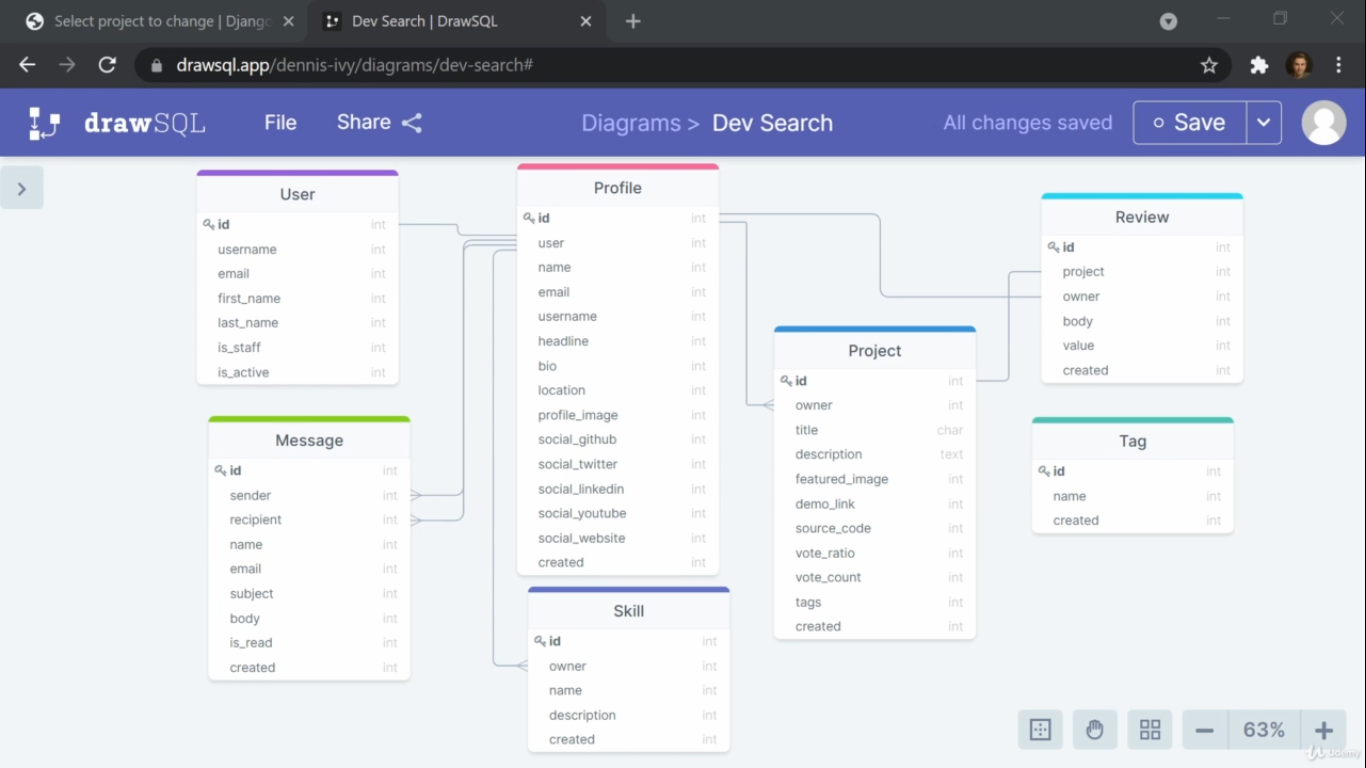 Select project to change | Django
Dev Search | DrawSQL
drawsql.app/dennis-ivy/diagrams/dev-search#
drawSQL
File
Share
Diagrams > Dev Search
All changes saved
Save
User
id int
username int
email int
first_name int
last_name int
is_staff int
is_active int
Message
id int
sender int
recipient int
name int
email int
subject int
body int
is_read int
created int
Profile
id int
user int
name int
email int
username int
headline int
bio int
location int
profile_image int
social_github int
social_twitter int
social_linkedin int
social_youtube int
social_website int
created int
Skill
id int
owner int
name int
description int
created int
Project
id int
owner int
title char
description text
featured_image int
demo_link int
source_code int
vote_ratio int
vote_count int
tags int
created int
Review
id int
project int
owner int
body int
value int
created int
Tag
id int
name int
created int
63%
Udemy